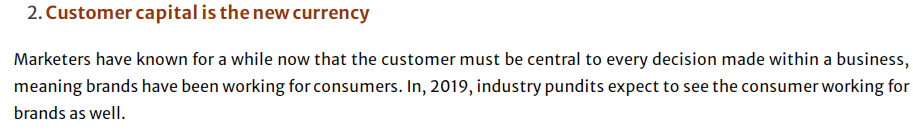 2. Customer capital is the new currency
Marketers have known for a while now that the customer must be central to every decision made within a business,
meaning brands have been working for consumers. In, 2019, industry pundits expect to see the consumer working for
brands as well.